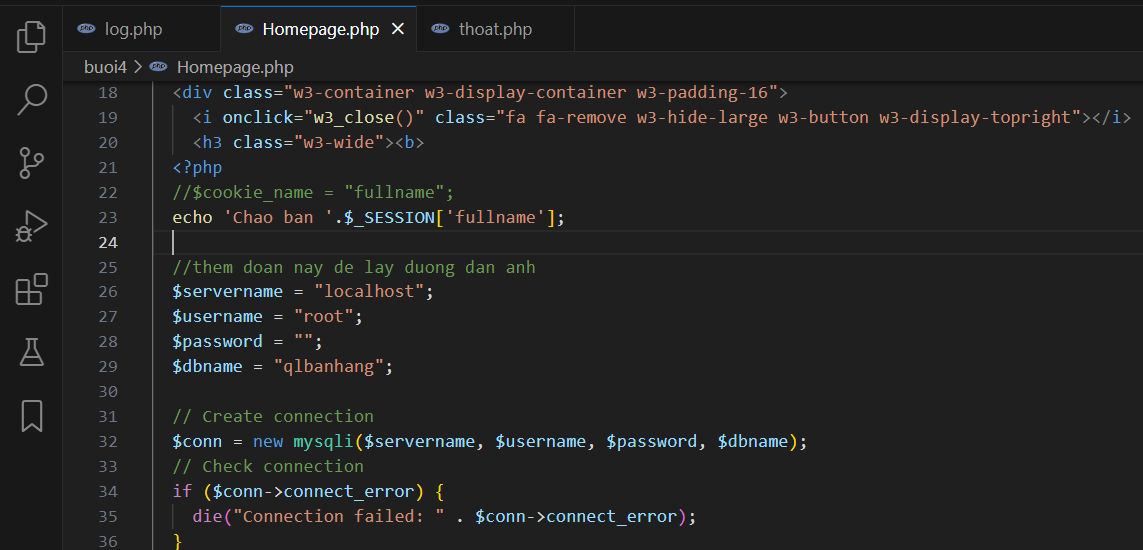 log.php
Homepage.php
thoat.php
buoi4 > Homepage.php
18 <div class="w3-container w3-display-container w3-padding-16">
19 <i onclick="w3_close()" class="fa fa-remove w3-hide-large w3-button w3-display-topright"></i>
20 <h3 class="w3-wide"><b>
21 <?php
22 //$cookie_name = "fullname";
23 echo 'Chao ban '.$_SESSION['fullname'];
24
25 //them doan nay de lay duong dan anh
26 $servername = "localhost";
27 $username = "root";
28 $password = "";
29 $dbname = "qlbanhang";
30
31 // Create connection
32 $conn = new mysqli($servername, $username, $password, $dbname);
33 // Check connection
34 if ($conn->connect_error) {
35 die("Connection failed: " . $conn->connect_error);
36 }